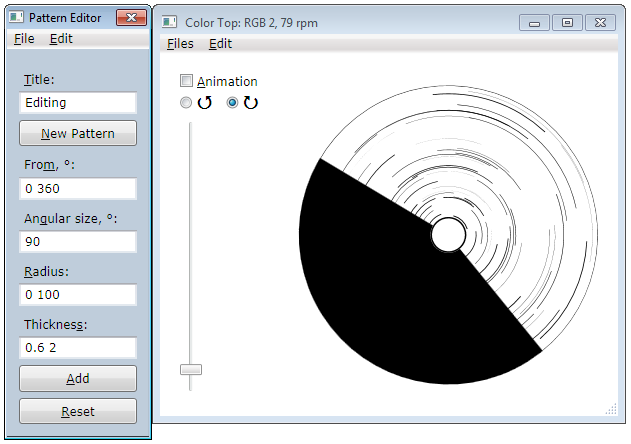 Pattern Editor
File Edit
Title:
Editing
New Pattern
From, °:
0 360
Angular size, °:
90
Radius:
0 100
Thickness:
0.6 2
Add
Reset
Color Top: RGB 2, 79 rpm
Files Edit
Animation